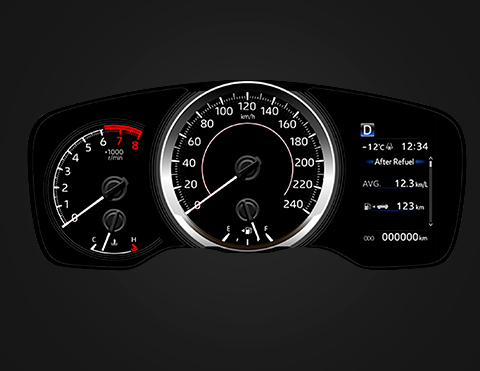 0
1
2
3
4
5
6
7
8
×1000
r/min
C
H
0
20
40
60
80
100
120
140
160
180
200
220
240
km/h
E
F
D
-12°C 12:34
After Refuel
AVG. 12.3 km/L
123 km
ODO 000000 km